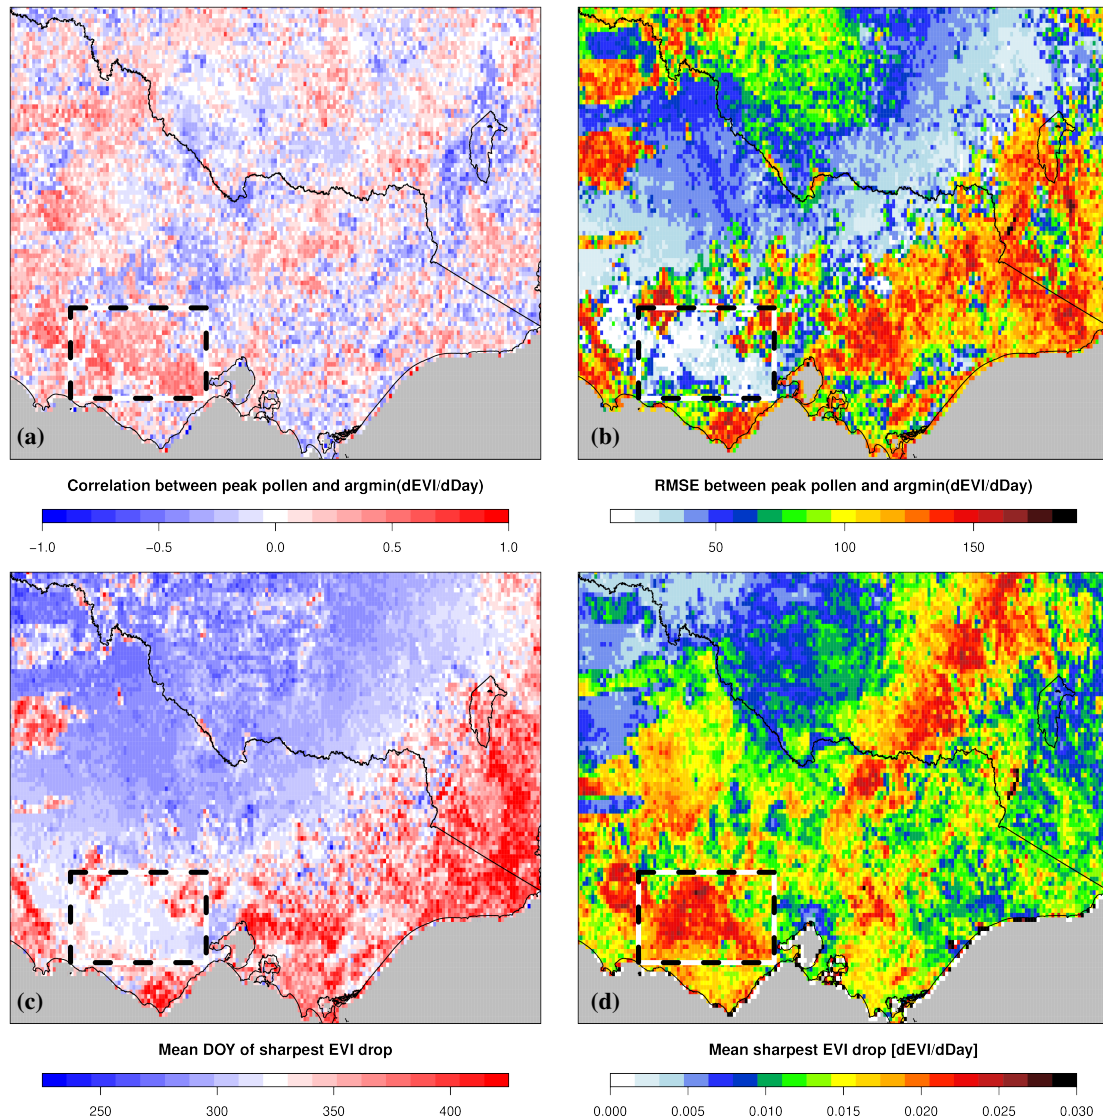 (a)
(b)
Correlation between peak pollen and argmin(dEVI/dDay)
−1.0 −0.5 0.0 0.5 1.0
RMSE between peak pollen and argmin(dEVI/dDay)
50 100 150
(c)
(d)
Mean DOY of sharpest EVI drop
250 300 350 400
Mean sharpest EVI drop [dEVI/dDay]
0.000 0.005 0.010 0.015 0.020 0.025 0.030